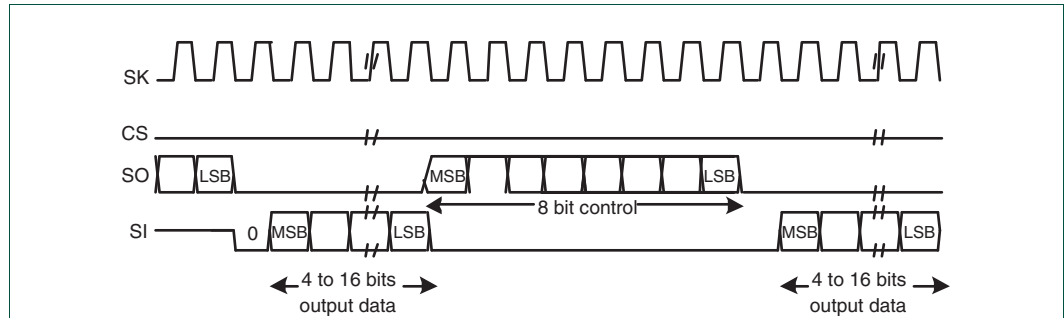 SK
CS
SO LSB MSB LSB
8 bit control
SI 0 MSB LSB MSB LSB
4 to 16 bits 4 to 16 bits
output data output data